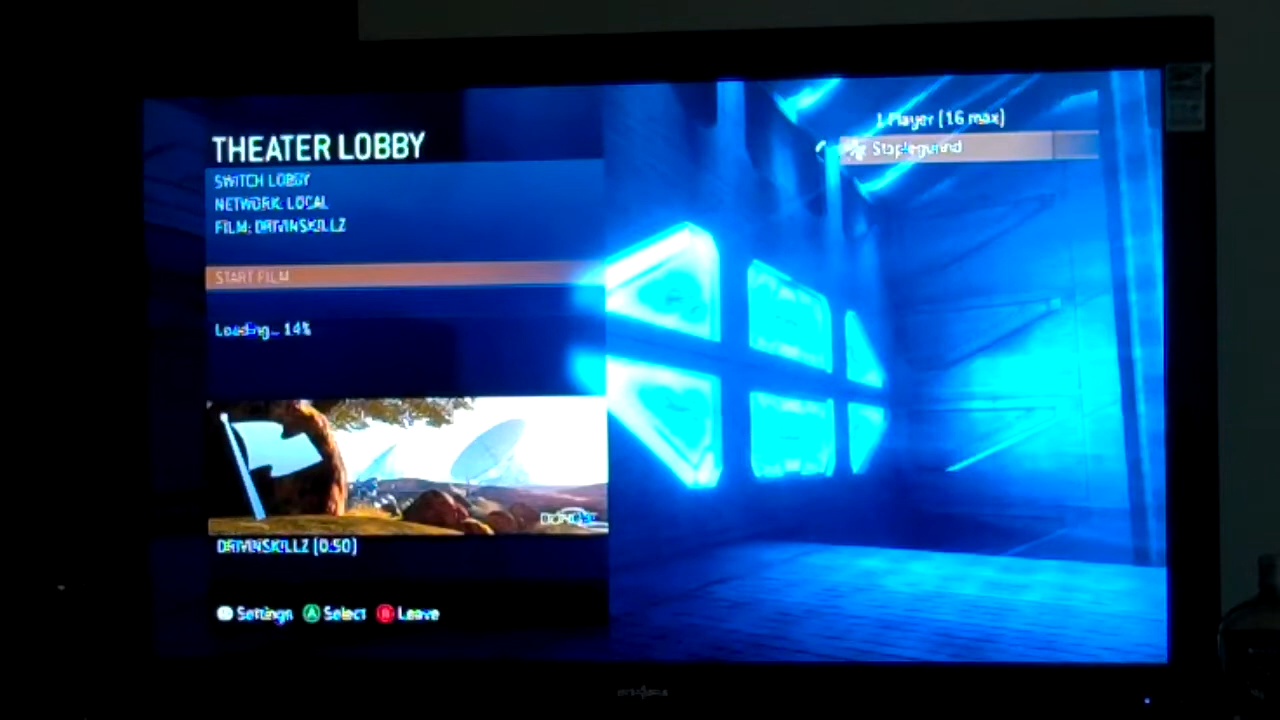 THEATER LOBBY
SWITCH LOBBY
NETWORK: LOCAL
FILM: DRIVINSKILLZ
START FILM
Loading... 14%
DRIVINSKILLZ (0:50)
Settings A Select B Leave
1 Player (16 max)